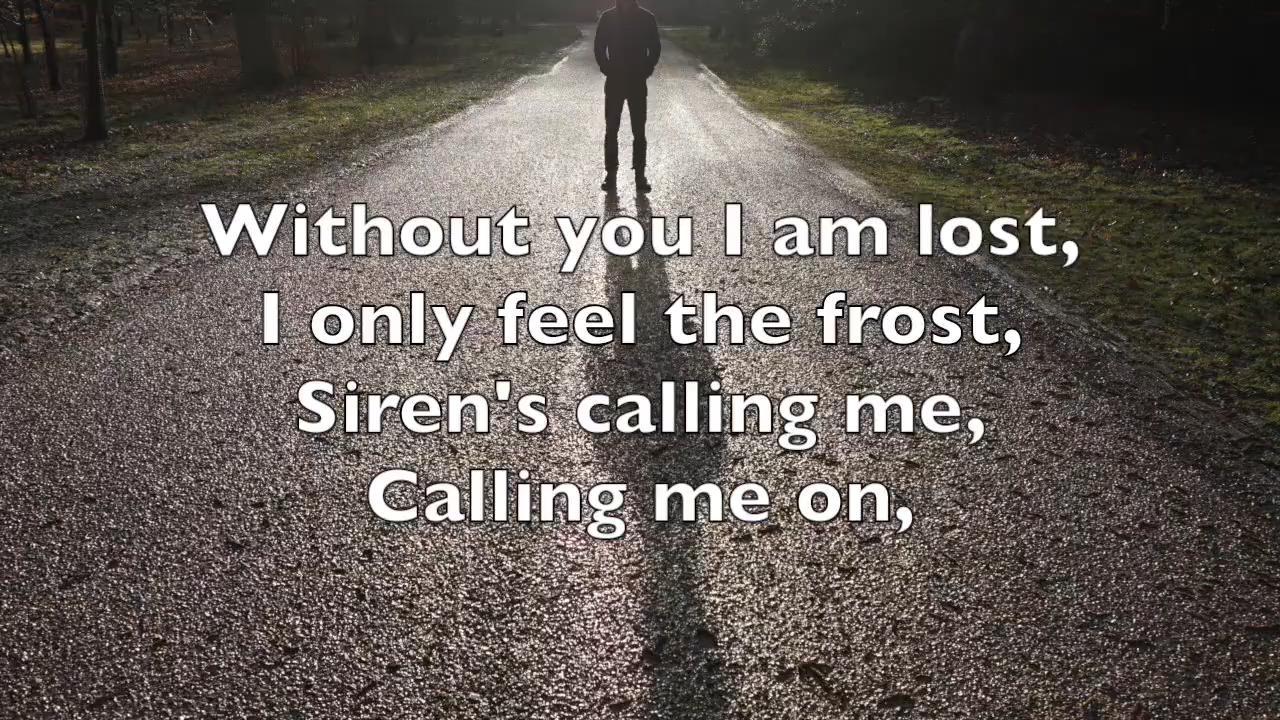 Without you I am lost,
I only feel the frost,
Siren's calling me,
Calling me on,